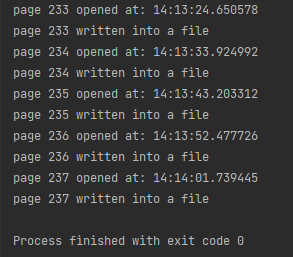 page 233 opened at: 14:13:24.650578
page 233 written into a file
page 234 opened at: 14:13:33.924992
page 234 written into a file
page 235 opened at: 14:13:43.203312
page 235 written into a file
page 236 opened at: 14:13:52.477726
page 236 written into a file
page 237 opened at: 14:14:01.739445
page 237 written into a file
Process finished with exit code 0